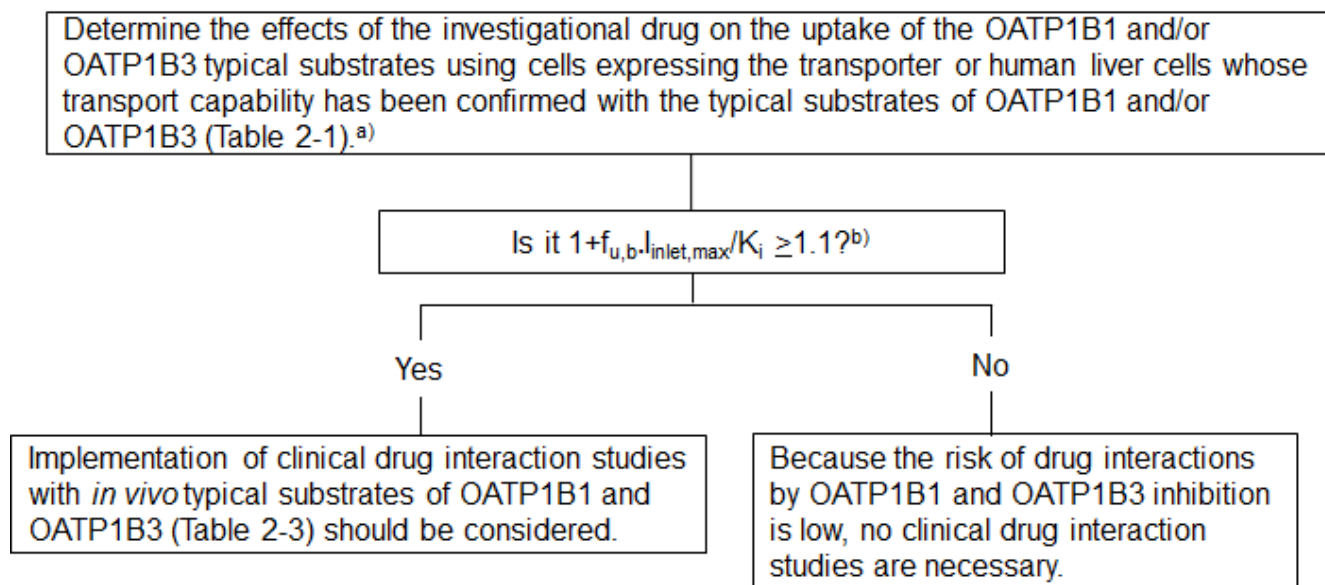 Determine the effects of the investigational drug on the uptake of the OATP1B1 and/or
OATP1B3 typical substrates using cells expressing the transporter or human liver cells whose
transport capability has been confirmed with the typical substrates of OATP1B1 and/or
OATP1B3 (Table 2-1).a)
Is it 1+fu,b.Iinlet,max/Ki ≥1.1?b)
Yes
No
Implementation of clinical drug interaction studies
with in vivo typical substrates of OATP1B1 and
OATP1B3 (Table 2-3) should be considered.
Because the risk of drug interactions
by OATP1B1 and OATP1B3 inhibition
is low, no clinical drug interaction
studies are necessary.